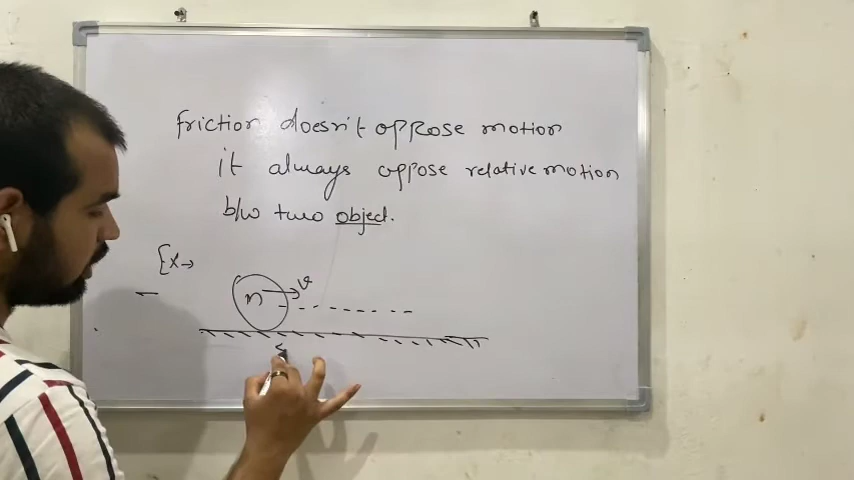 friction doesn't oppose motion
it always oppose relative motion
b/w two object.
Ex→
m v